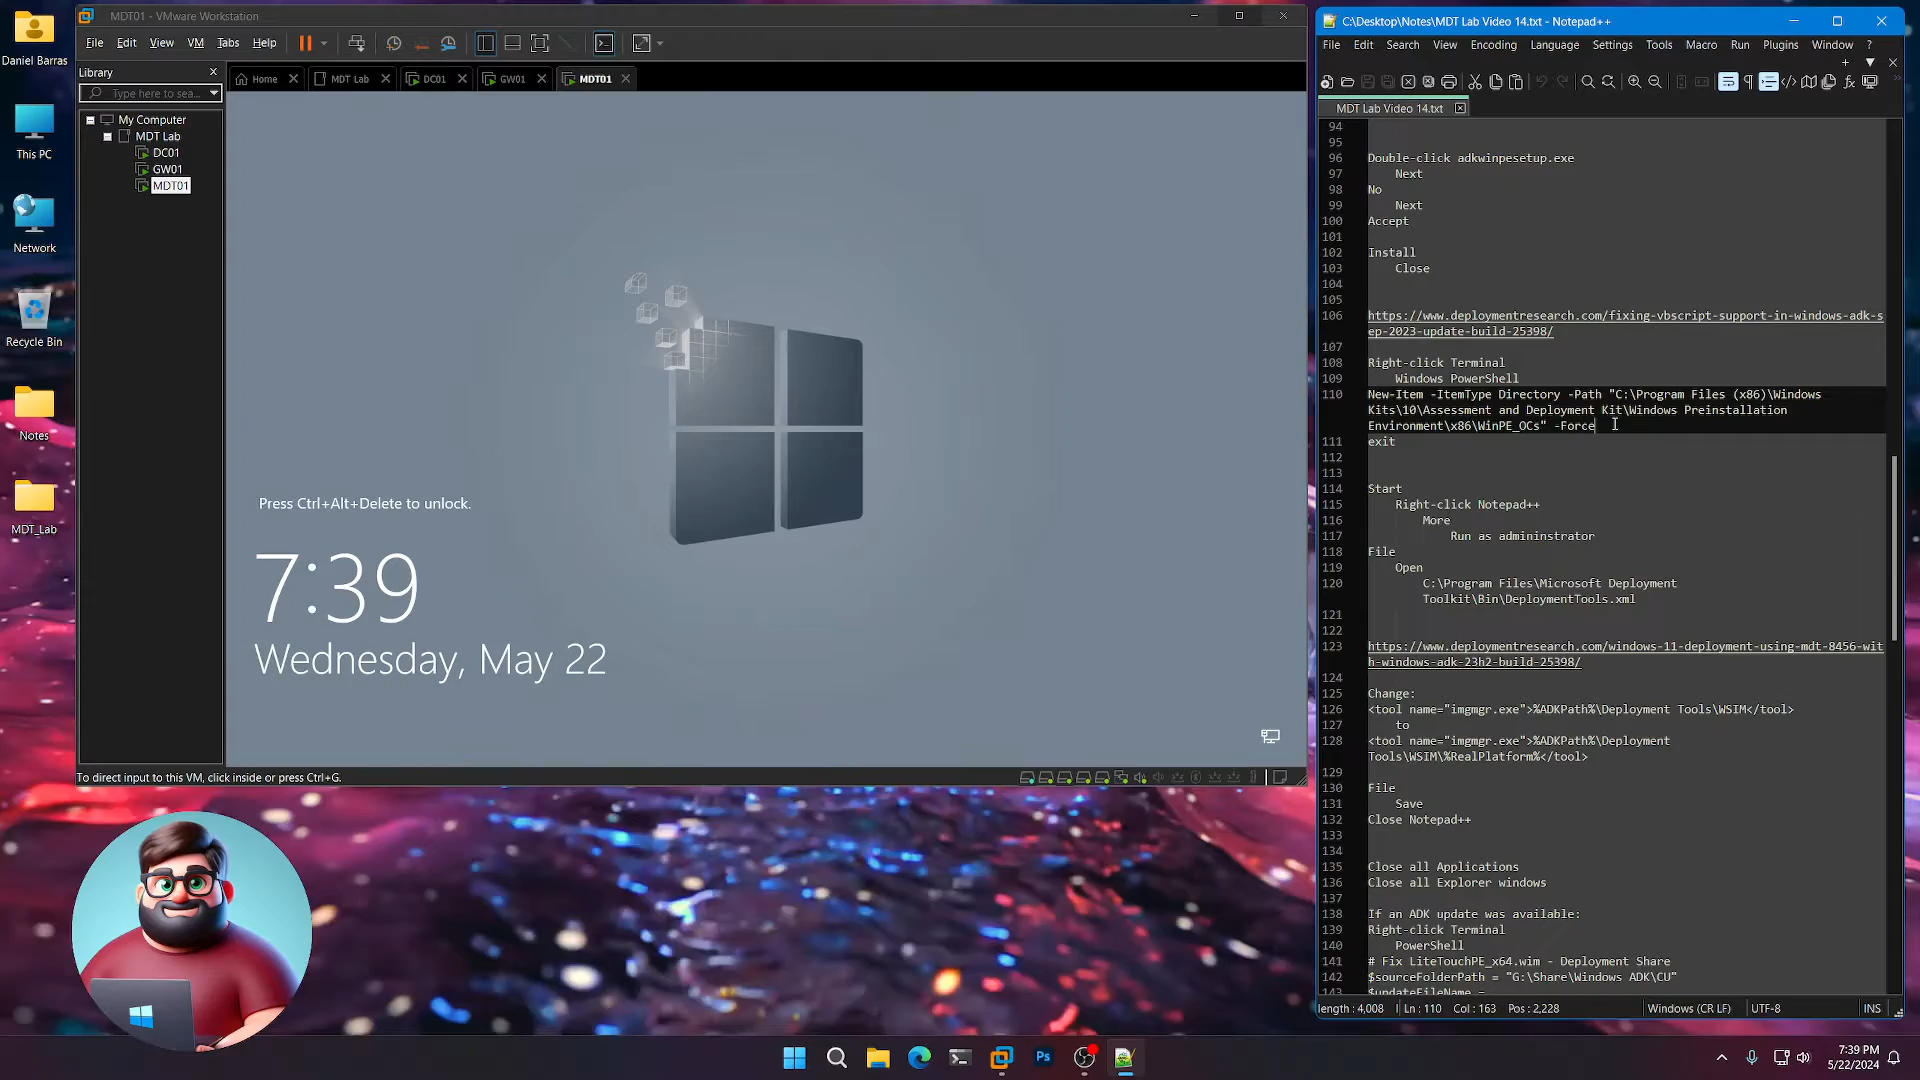 Daniel Barras
This PC
Network
Recycle Bin
Notes
MDT_Lab
MDT01 - VMware Workstation
File Edit View VM Tabs Help
Library
Type here to sea...
My Computer
MDT Lab
DC01
GW01
MDT01
Home
MDT Lab
DC01
GW01
MDT01
Press Ctrl+Alt+Delete to unlock.
7:39
Wednesday, May 22
To direct input to this VM, click inside or press Ctrl+G.
C:\Desktop\Notes\MDT Lab Video 14.txt - Notepad++
File Edit Search View Encoding Language Settings Tools Macro Run Plugins Window ?
MDT Lab Video 14.txt
94
95
96 Double-click adkwinpesetup.exe
97 Next
98 No
99 Next
100 Accept
101
102 Install
103 Close
104
105
106 https://www.deploymentresearch.com/fixing-vbscript-support-in-windows-adk-s
ep-2023-update-build-25398/
107
108 Right-click Terminal
109 Windows PowerShell
110 New-Item -ItemType Directory -Path "C:\Program Files (x86)\Windows
Kits\10\Assessment and Deployment Kit\Windows Preinstallation
Environment\x86\WinPE_OCs" -Force
111 exit
112
113
114 Start
115 Right-click Notepad++
116 More
117 Run as admininstrator
118 File
119 Open
120 C:\Program Files\Microsoft Deployment
Toolkit\Bin\DeploymentTools.xml
121
122
123 https://www.deploymentresearch.com/windows-11-deployment-using-mdt-8456-wit
h-windows-adk-23h2-build-25398/
124
125 Change:
126 <tool name="imgmgr.exe">%ADKPath%\Deployment Tools\WSIM</tool>
127 to
128 <tool name="imgmgr.exe">%ADKPath%\Deployment
Tools\WSIM\%RealPlatform%</tool>
129
130 File
131 Save
132 Close Notepad++
133
134
135 Close all Applications
136 Close all Explorer windows
137
138 If an ADK update was available:
139 Right-click Terminal
140 PowerShell
141 # Fix LiteTouchPE_x64.wim - Deployment Share
142 $sourceFolderPath = "G:\Share\Windows ADK\CU"
143 $updateFileName =
length : 4,008 l Ln : 110 Col : 163 Pos : 2,228 Windows (CR LF) UTF-8 INS
Ps
7:39 PM
5/22/2024